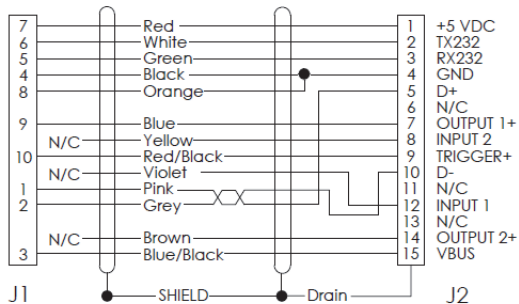 7 Red 1 +5 VDC
6 White 2 TX232
5 Green 3 RX232
4 Black 4 GND
8 Orange 5 D+
6 N/C
9 Blue 7 OUTPUT 1+
N/C Yellow 8 INPUT 2
10 Red/Black 9 TRIGGER+
N/C Violet 10 D-
1 Pink 11 N/C
2 Grey 12 INPUT 1
13 N/C
N/C Brown 14 OUTPUT 2+
3 Blue/Black 15 VBUS
J1 SHIELD Drain J2